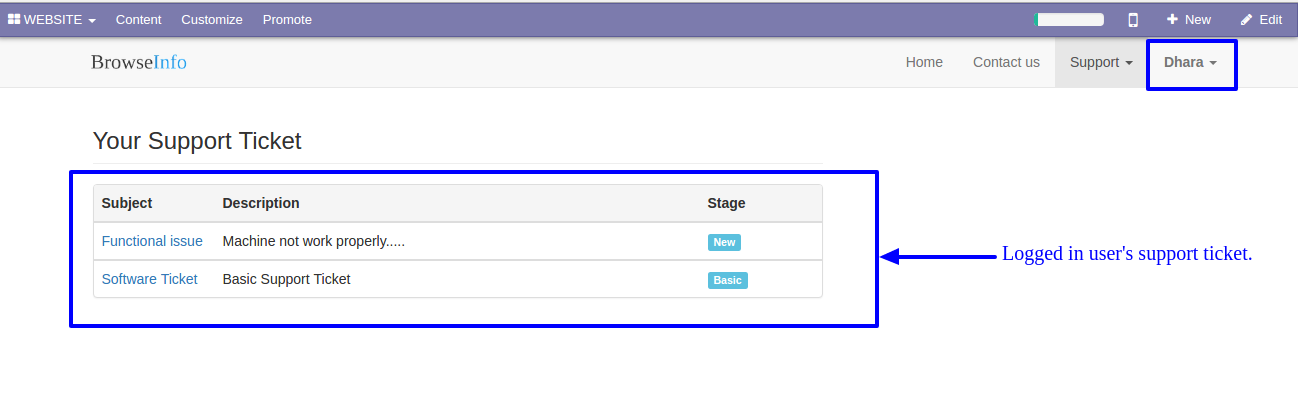 WEBSITE Content Customize Promote New Edit
BrowseInfo Home Contact us Support Dhara
Your Support Ticket
Subject Description Stage
Functional issue Machine not work properly..... New
Software Ticket Basic Support Ticket Basic
Logged in user's support ticket.